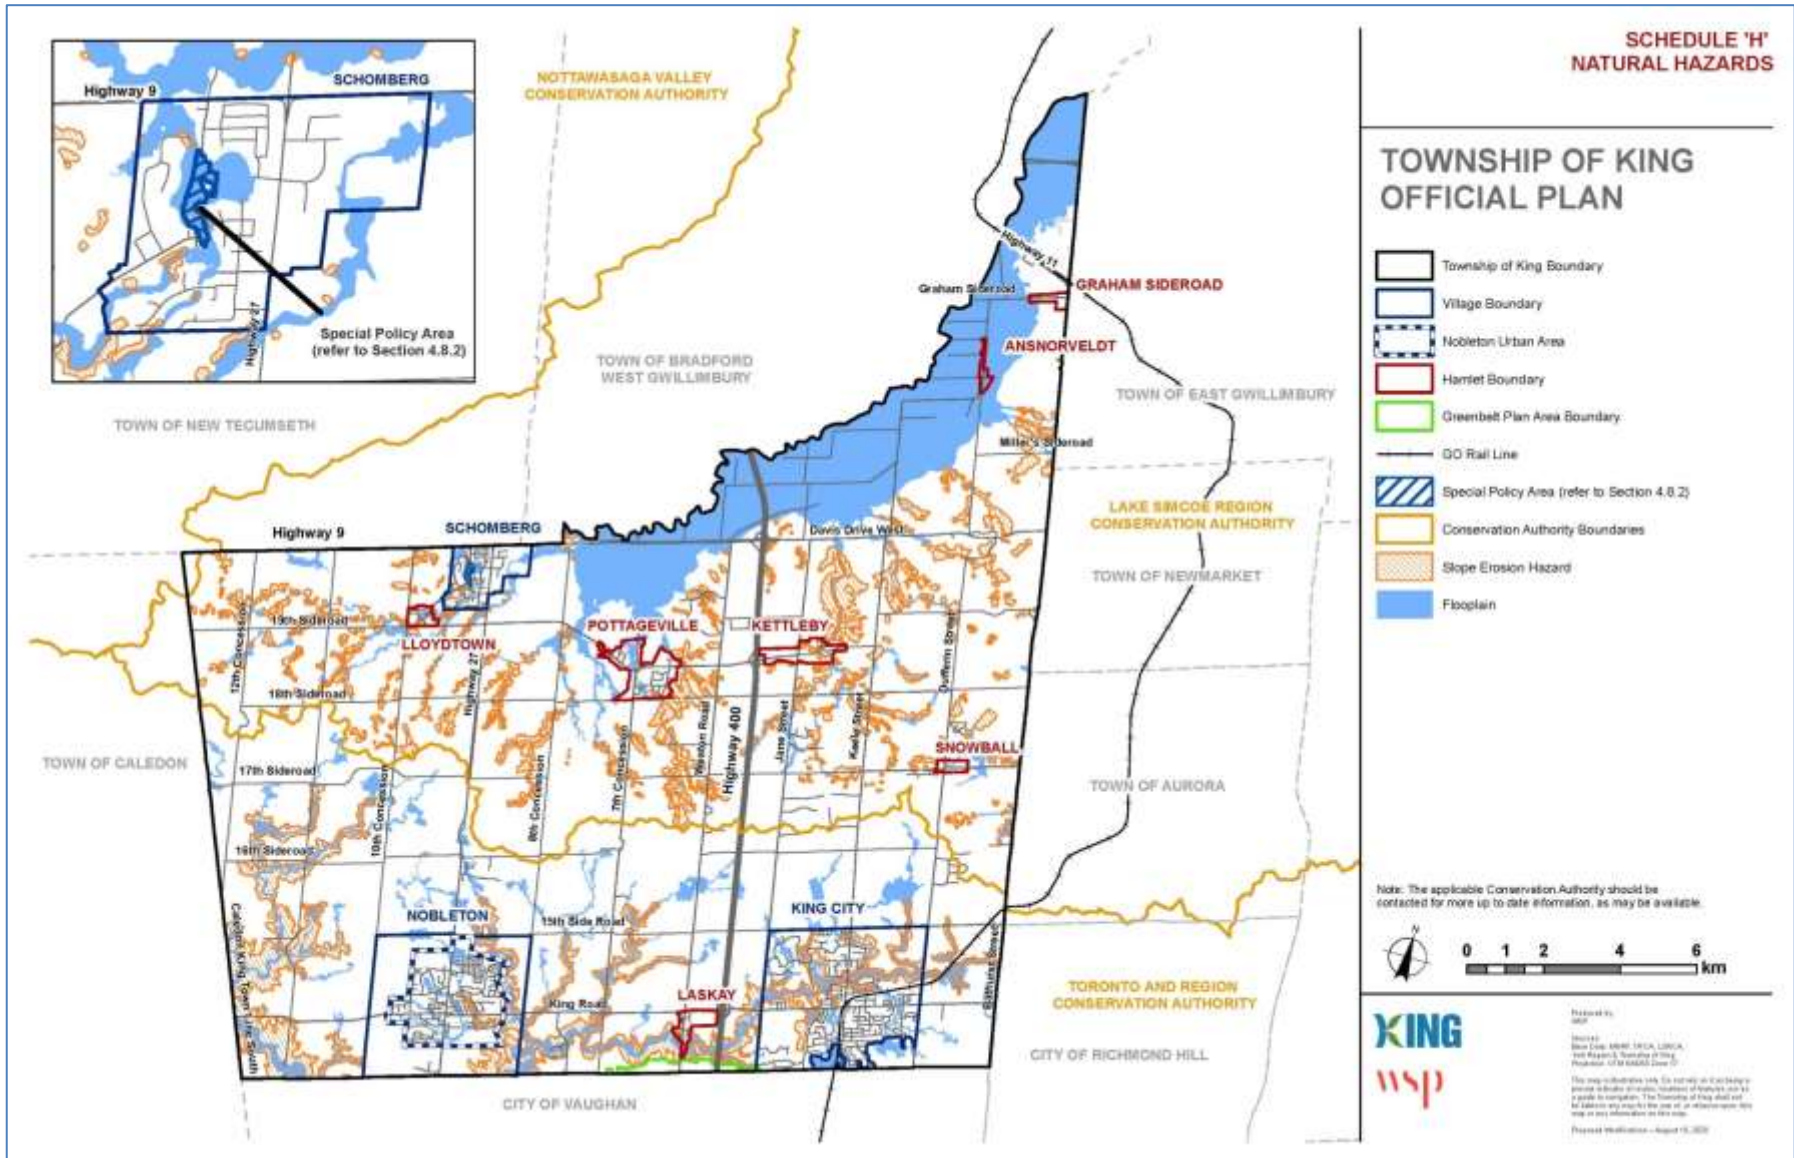 SCHEDULE 'H'
NATURAL HAZARDS
TOWNSHIP OF KING
OFFICIAL PLAN
Township of King Boundary
Village Boundary
Nobleton Urban Area
Hamlet Boundary
Greenbelt Plan Area Boundary
GO Rail Line
Special Policy Area (refer to Section 4.8.2)
Conservation Authority Boundaries
Slope Erosion Hazard
Flooplain
Note: The applicable Conservation Authority should be
contacted for more up to date information, as may be available.
N
0 1 2 4 6
km
KING
wsp
Highway 9
SCHOMBERG
Highway 27
Special Policy Area
(refer to Section 4.8.2)
NOTTAWASAGA VALLEY
CONSERVATION AUTHORITY
TOWN OF NEW TECUMSETH
TOWN OF BRADFORD
WEST GWILLIMBURY
Highway 11
Graham Sideroad
GRAHAM SIDEROAD
ANSNORVELDT
TOWN OF EAST GWILLIMBURY
Miller's Sideroad
LAKE SIMCOE REGION
CONSERVATION AUTHORITY
Highway 9
SCHOMBERG
Davis Drive West
TOWN OF NEWMARKET
12th Concession
19th Sideroad
LLOYDTOWN
POTTAGEVILLE
KETTLEBY
Dufferin Street
18th Sideroad
Highway 27
Weston Road
Highway 400
Jane Street
Keele Street
SNOWBALL
TOWN OF CALEDON
17th Sideroad
10th Concession
8th Concession
7th Concession
TOWN OF AURORA
16th Sideroad
NOBLETON
15th Side Road
KING CITY
Caledon/King Town Line South
King Road
LASKAY
Bathurst Street
TORONTO AND REGION
CONSERVATION AUTHORITY
CITY OF RICHMOND HILL
CITY OF VAUGHAN